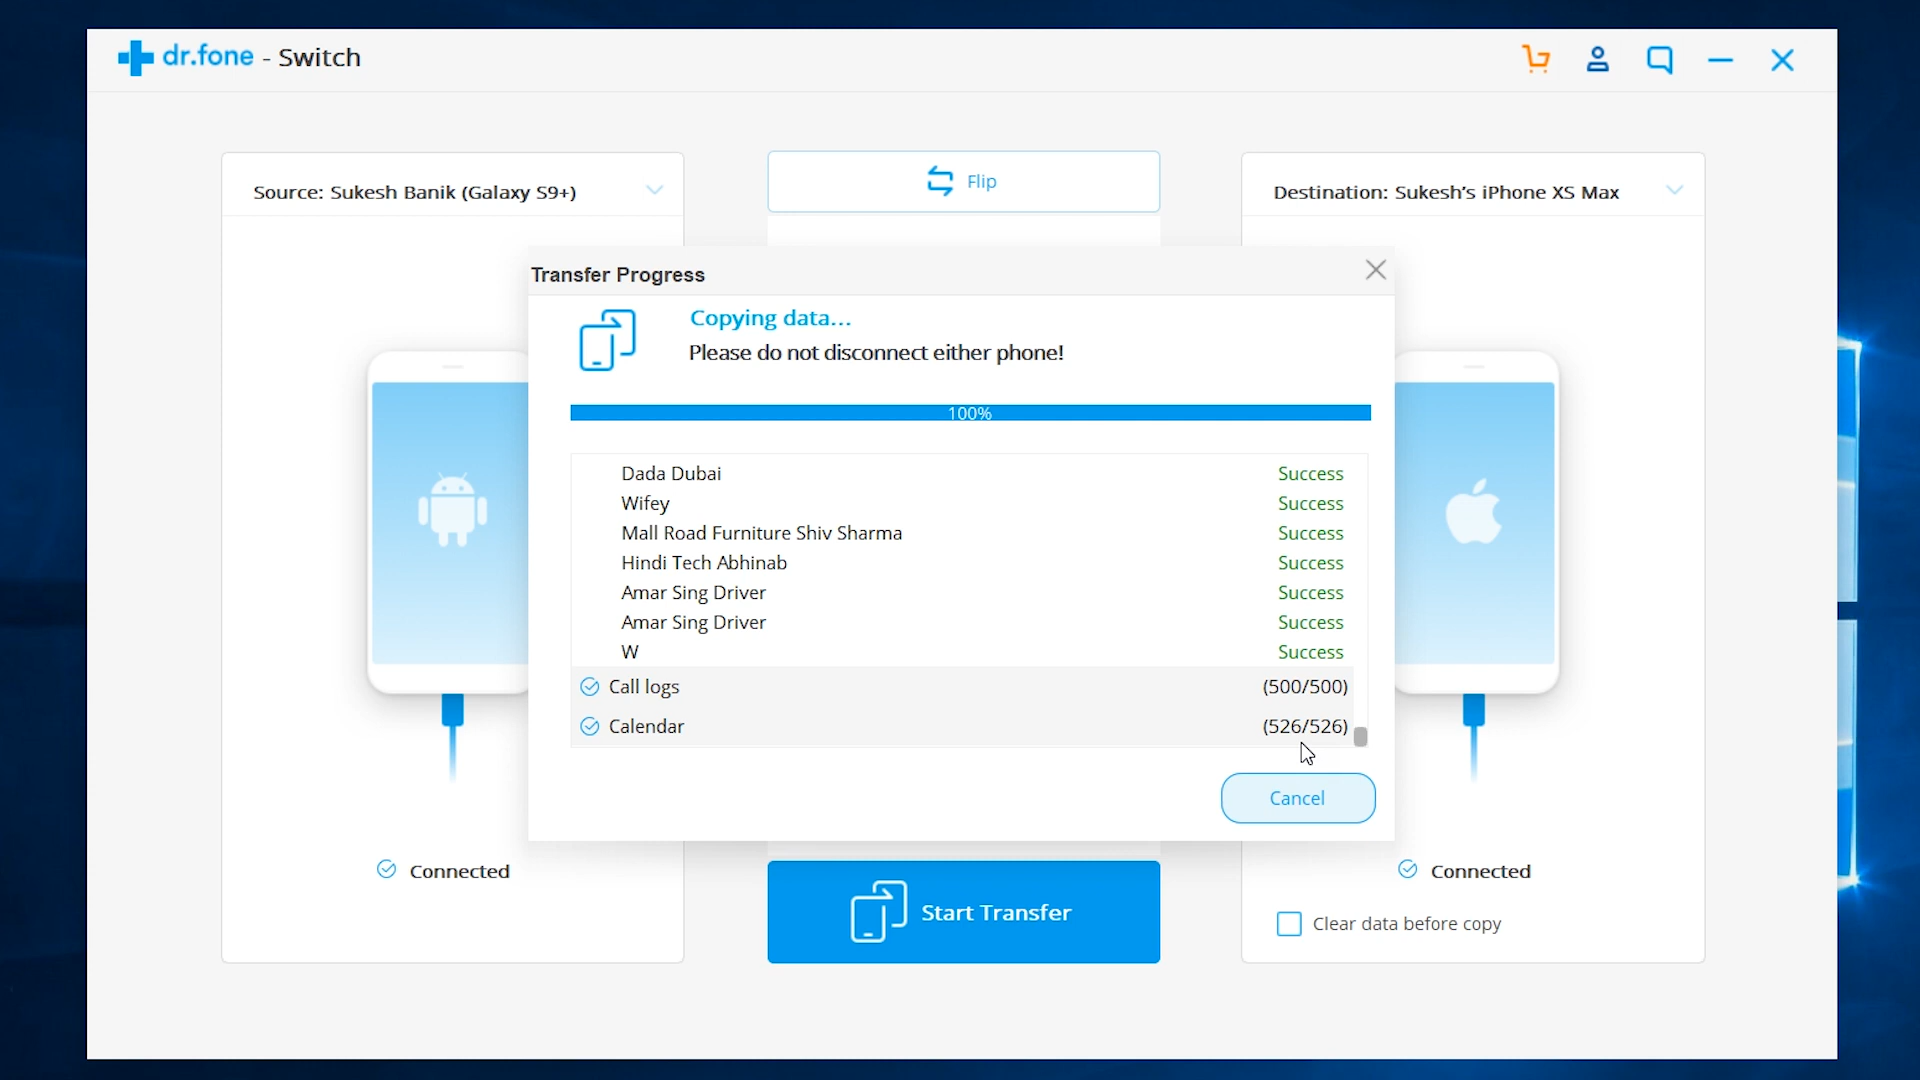 dr.fone - Switch
Source: Sukesh Banik (Galaxy S9+)
Flip
Destination: Sukesh's iPhone XS Max
Transfer Progress
Copying data...
Please do not disconnect either phone!
100%
Dada Dubai Success
Wifey Success
Mall Road Furniture Shiv Sharma Success
Hindi Tech Abhinab Success
Amar Sing Driver Success
Amar Sing Driver Success
W Success
Call logs (500/500)
Calendar (526/526)
Cancel
Connected
Connected
Start Transfer
Clear data before copy